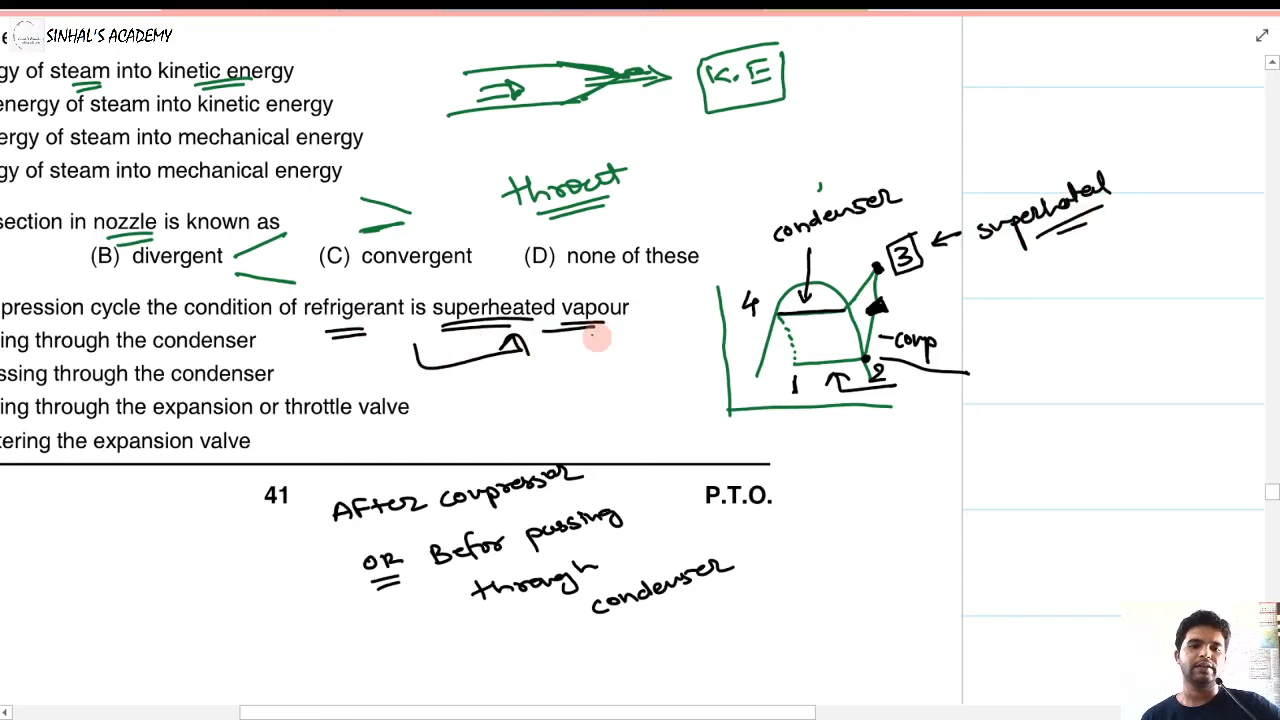 SINHAL'S ACADEMY
gy of steam into kinetic energy
energy of steam into kinetic energy
ergy of steam into mechanical energy
gy of steam into mechanical energy
K.E
throut
section in nozzle is known as
(B) divergent (C) convergent (D) none of these
pression cycle the condition of refrigerant is superheated vapour
ing through the condenser
ssing through the condenser
ing through the expansion or throttle valve
tering the expansion valve
condenser
superhated
3
4
comp
1
2
41
P.T.O.
After compressor
OR Befor passing
through
condenser